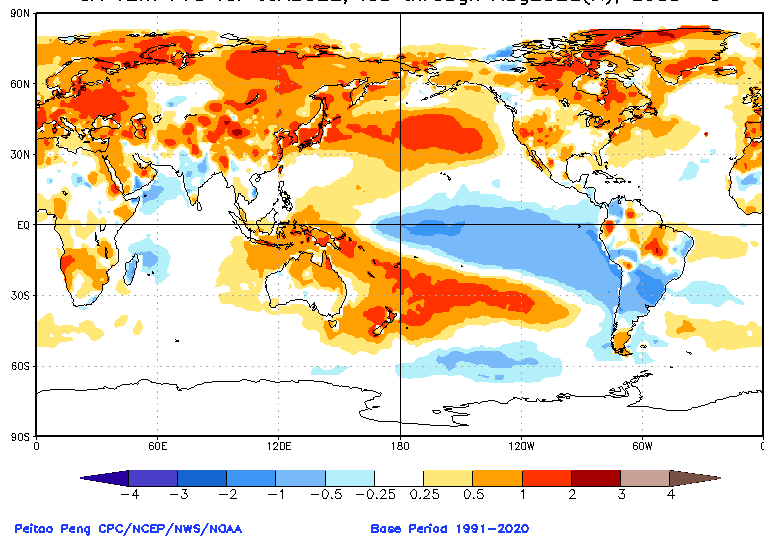 90N
60N
30N
EQ
30S
60S
90S
0 60E 120E 180 120W 60W 0
-4 -3 -2 -1 -0.5 -0.25 0.25 0.5 1 2 3 4
Peitao Peng CPC/NCEP/NWS/NOAA Base Period 1991-2020